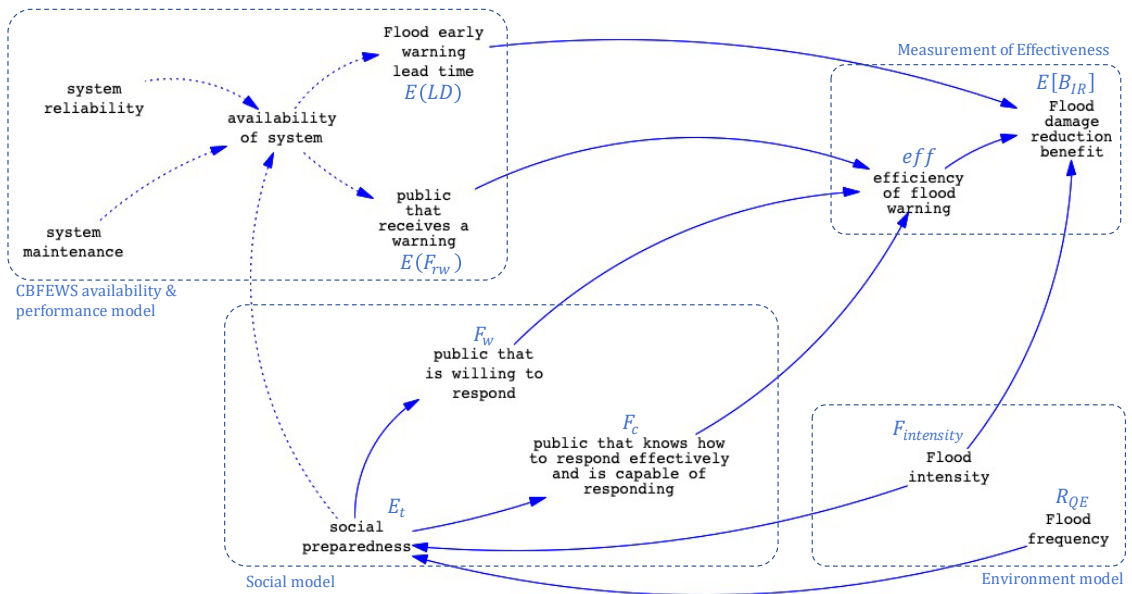 Flood early
warning
lead time
E(LD)
system
reliability
availability
of system
public
that
receives a
warning
E(F_rw)
system
maintenance
CBFEWS availability &
performance model
Measurement of Effectiveness
E[B_IR]
Flood
damage
reduction
benefit
eff
efficiency
of flood
warning
F_w
public that
is willing to
respond
F_c
public that knows how
to respond effectively
and is capable of
responding
E_t
social
preparedness
Social model
F_intensity
Flood
intensity
R_QE
Flood
frequency
Environment model